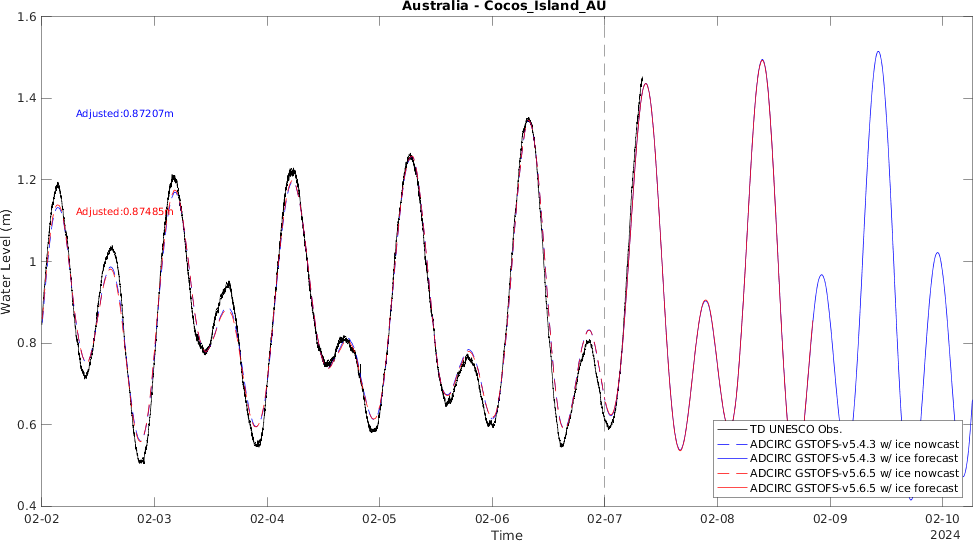 Australia - Cocos_Island_AU
1.6
1.4
1.2
1
0.8
0.6
0.4
Water Level (m)
Adjusted:0.87207m
Adjusted:0.87485m
TD UNESCO Obs.
ADCIRC GSTOFS-v5.4.3 w/ ice nowcast
ADCIRC GSTOFS-v5.4.3 w/ ice forecast
ADCIRC GSTOFS-v5.6.5 w/ ice nowcast
ADCIRC GSTOFS-v5.6.5 w/ ice forecast
02-02 02-03 02-04 02-05 02-06 02-07 02-08 02-09 02-10
Time
2024